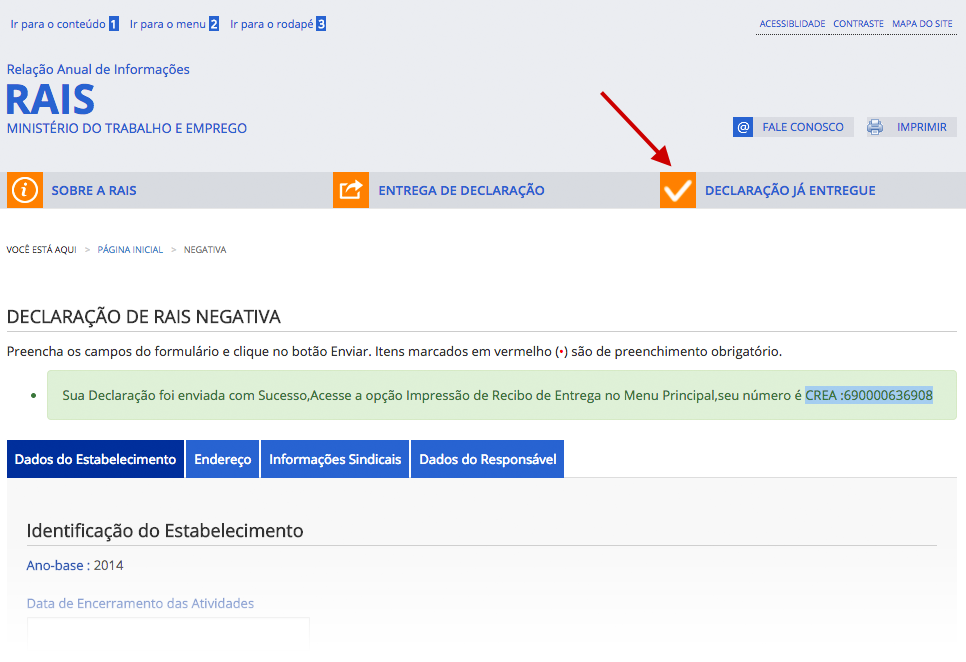 Ir para o conteúdo 1 Ir para o menu 2 Ir para o rodapé 3
ACESSIBLIDADE CONTRASTE MAPA DO SITE
Relação Anual de Informações
RAIS
MINISTÉRIO DO TRABALHO E EMPREGO
@ FALE CONOSCO IMPRIMIR
SOBRE A RAIS ENTREGA DE DECLARAÇÃO DECLARAÇÃO JÁ ENTREGUE
VOCÊ ESTÁ AQUI > PÁGINA INICIAL > NEGATIVA
DECLARAÇÃO DE RAIS NEGATIVA
Preencha os campos do formulário e clique no botão Enviar. Itens marcados em vermelho (•) são de preenchimento obrigatório.
• Sua Declaração foi enviada com Sucesso,Acesse a opção Impressão de Recibo de Entrega no Menu Principal,seu número é CREA :690000636908
Dados do Estabelecimento Endereço Informações Sindicais Dados do Responsável
Identificação do Estabelecimento
Ano-base : 2014
Data de Encerramento das Atividades